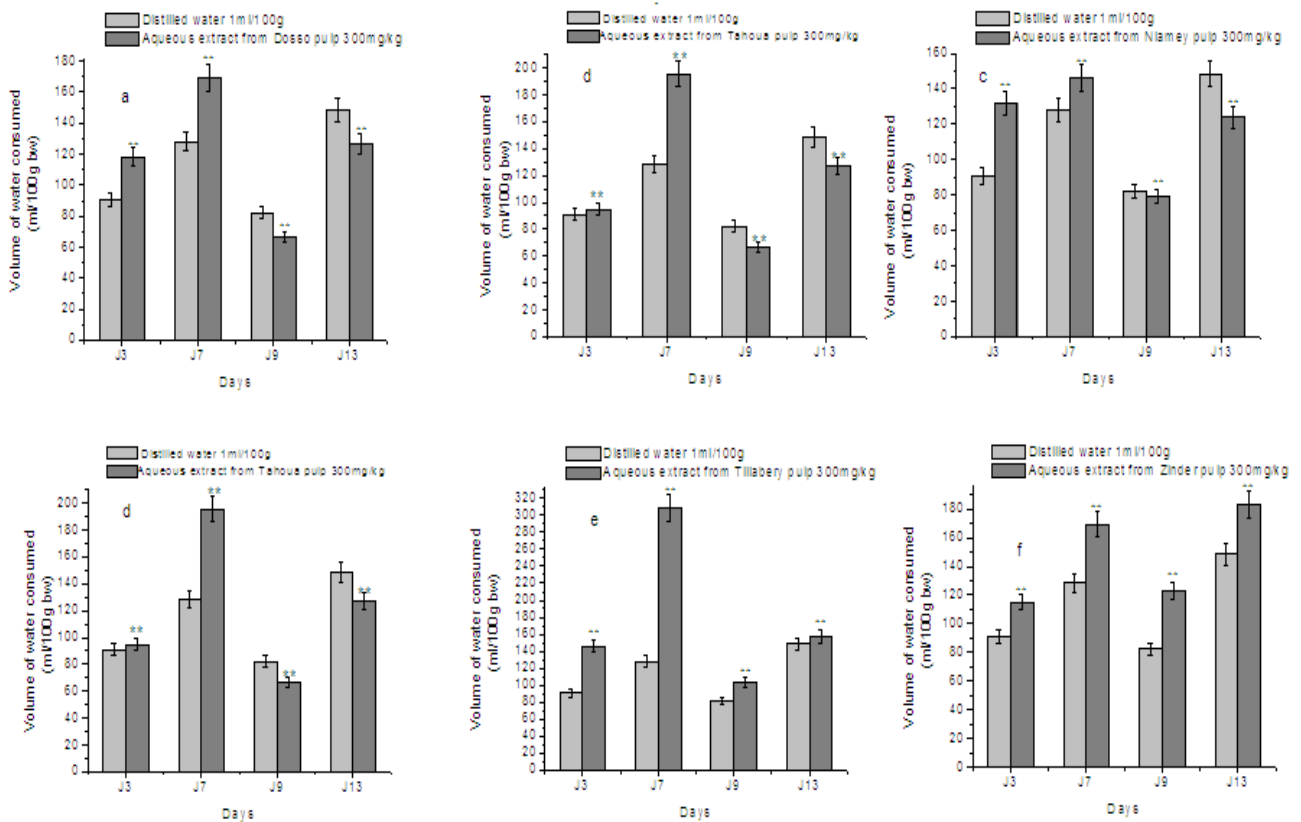 Distilled water 1ml/100g
Aqueous extract from Dosso pulp 300mg/kg
a
Volume of water consumed
(ml/100g bw)
180
160
140
120
100
80
60
40
20
0
**
**
**
**
J3 J7 J9 J13
Days
Distilled water 1ml/100g
Aqueous extract from Tahoua pulp 300mg/kg
d
Volume of water consumed
(ml/100g bw)
200
180
160
140
120
100
80
60
40
20
0
**
**
**
**
J3 J7 J9 J13
Days
Distilled water 1ml/100g
Aqueous extract from Niamey pulp 300mg/kg
c
Volume of water consumed
(ml/100g bw)
160
140
120
100
80
60
40
20
0
**
**
**
**
J3 J7 J9 J13
Days
Distilled water 1ml/100g
Aqueous extract from Tahoua pulp 300mg/kg
d
Volume of water consumed
(ml/100g bw)
200
180
160
140
120
100
80
60
40
20
0
**
**
**
**
J3 J7 J9 J13
Days
Distilled water 1ml/100g
Aqueous extract from Tillabery pulp 300mg/kg
e
Volume of water consumed
(ml/100g bw)
320
300
280
260
240
220
200
180
160
140
120
100
80
60
40
20
0
**
**
**
**
J3 J7 J9 J13
Days
Distilled water 1ml/100g
Aqueous extract from Zinder pulp 300mg/kg
f
Volume of water consumed
(ml/100g bw)
180
160
140
120
100
80
60
40
20
0
**
**
**
**
J3 J7 J9 J13
Days